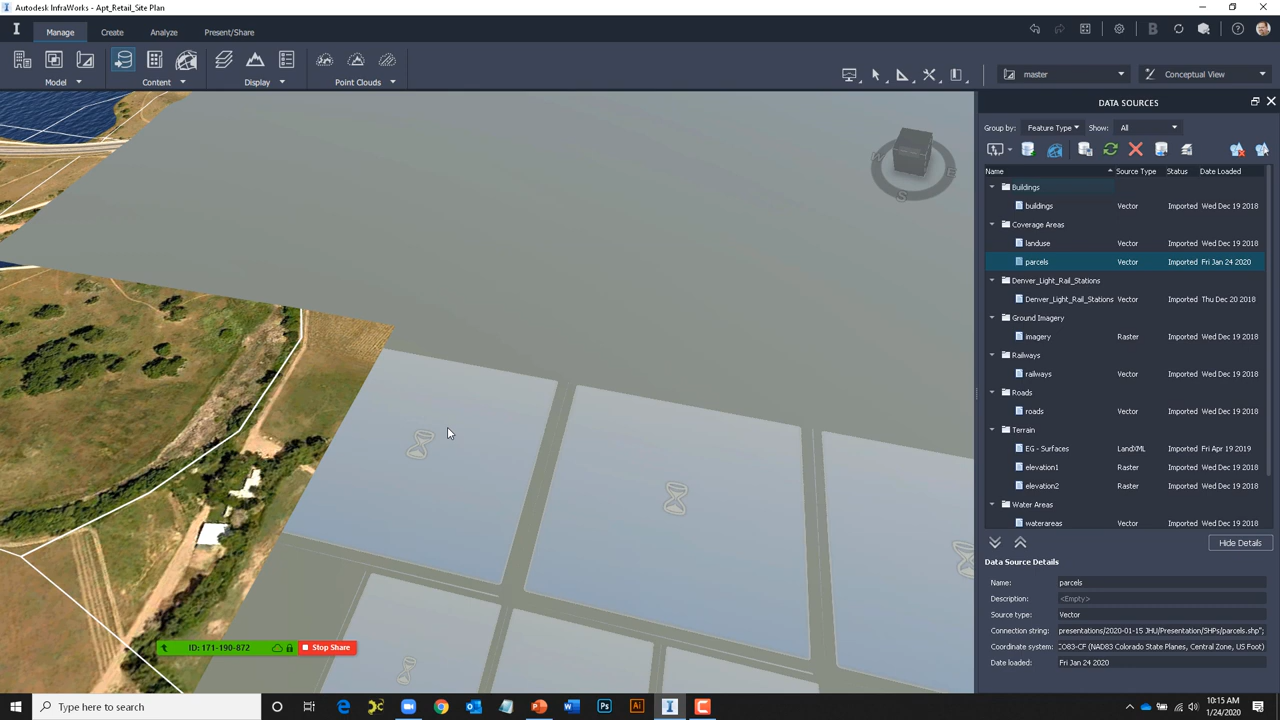 Autodesk InfraWorks - Apt_Retail_Site Plan
Manage Create Analyze Present/Share
Model Content Display Point Clouds
master Conceptual View
DATA SOURCES
Group by: Feature Type Show: All
Name Source Type Status Date Loaded
Buildings
buildings Vector Imported Wed Dec 19 2018
Coverage Areas
landuse Vector Imported Wed Dec 19 2018
parcels Vector Imported Fri Jan 24 2020
Denver_Light_Rail_Stations
Denver_Light_Rail_Stations Vector Imported Thu Dec 20 2018
Ground Imagery
imagery Raster Imported Wed Dec 19 2018
Railways
railways Vector Imported Wed Dec 19 2018
Roads
roads Vector Imported Wed Dec 19 2018
Terrain
EG - Surfaces LandXML Imported Fri Apr 19 2019
elevation1 Raster Imported Wed Dec 19 2018
elevation2 Raster Imported Wed Dec 19 2018
Water Areas
waterareas Vector Imported Wed Dec 19 2018
Hide Details
Data Source Details
Name: parcels
Description: <Empty>
Source type: Vector
Connection string: presentations/2020-01-15 JHU/Presentation/SHPs/parcels.shp";
Coordinate system: CO83-CF (NAD83 Colorado State Planes, Central Zone, US Foot)
Date loaded: Fri Jan 24 2020
S
E
ID: 171-190-872 Stop Share
Type here to search
10:15 AM
1/24/2020